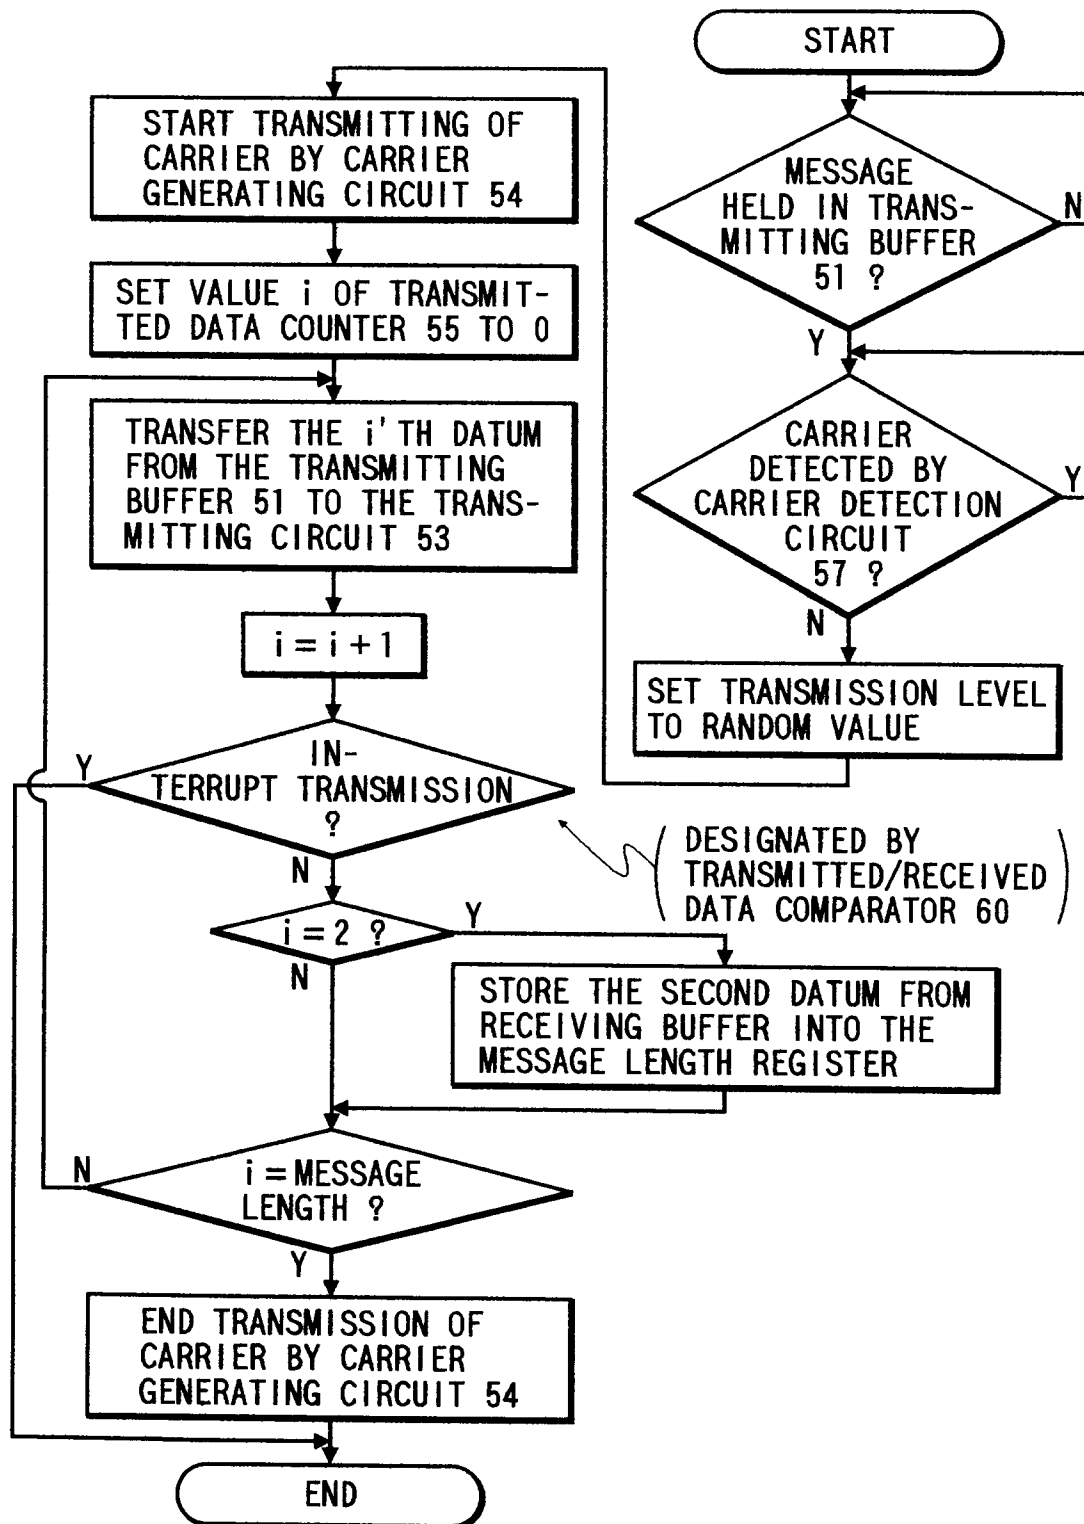 START
MESSAGE
HELD IN TRANS-
MITTING BUFFER
51 ?
N
Y
CARRIER
DETECTED BY
CARRIER DETECTION
CIRCUIT
57 ?
Y
N
SET TRANSMISSION LEVEL
TO RANDOM VALUE
START TRANSMITTING OF
CARRIER BY CARRIER
GENERATING CIRCUIT 54
SET VALUE i OF TRANSMIT-
TED DATA COUNTER 55 TO 0
TRANSFER THE i'TH DATUM
FROM THE TRANSMITTING
BUFFER 51 TO THE TRANS-
MITTING CIRCUIT 53
i = i + 1
IN-
TERRUPT TRANSMISSION
?
Y
N
(DESIGNATED BY
TRANSMITTED/RECEIVED
DATA COMPARATOR 60)
i = 2 ?
Y
N
STORE THE SECOND DATUM FROM
RECEIVING BUFFER INTO THE
MESSAGE LENGTH REGISTER
i = MESSAGE
LENGTH ?
N
Y
END TRANSMISSION OF
CARRIER BY CARRIER
GENERATING CIRCUIT 54
END